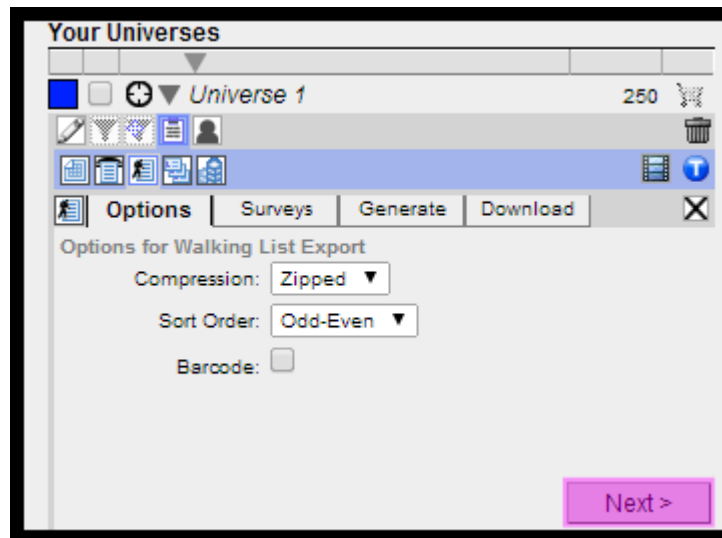 Your Universes
Universe 1 250
T
Options Surveys Generate Download X
Options for Walking List Export
Compression: Zipped
Sort Order: Odd-Even
Barcode:
Next >